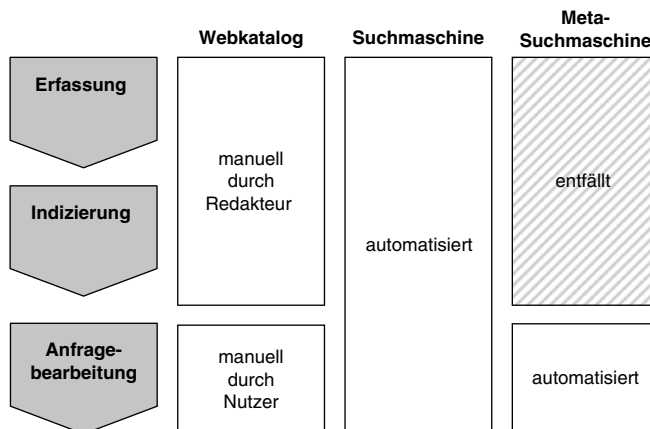 Webkatalog
Suchmaschine
Meta-
Suchmaschine
Erfassung
manuell
durch
Redakteur
entfällt
Indizierung
automatisiert
Anfrage-
bearbeitung
manuell
durch
Nutzer
automatisiert